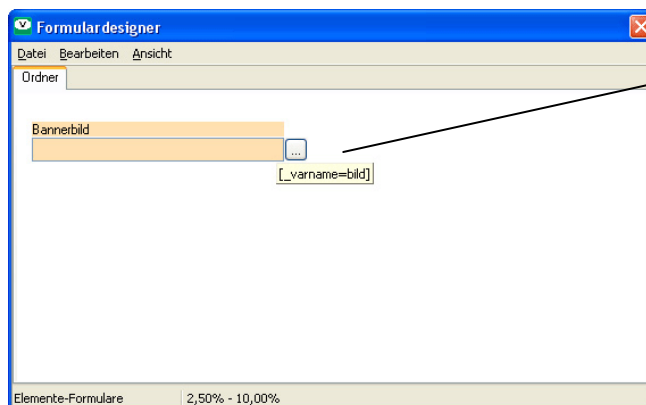 Formulardesigner
Datei Bearbeiten Ansicht
Ordner
Bannerbild
...
[_varname=bild]
Elemente-Formulare 2,50% - 10,00%